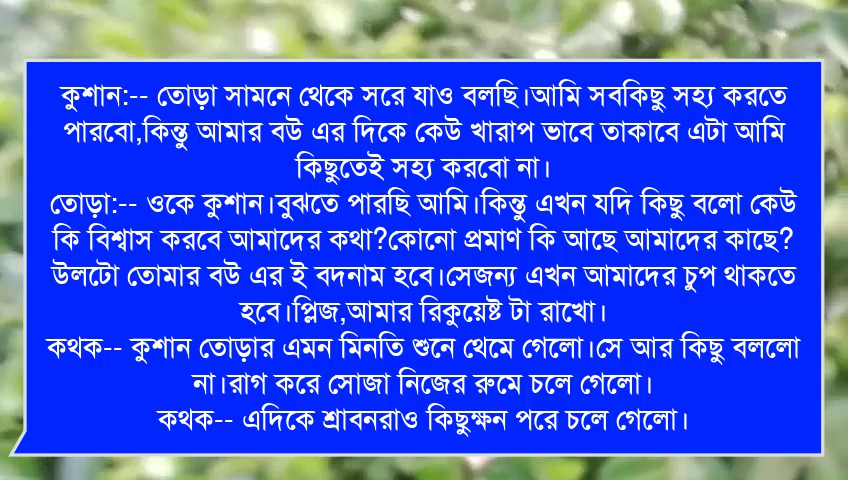 কুশান:-- তোড়া সামনে থেকে সরে যাও বলছি।আমি সবকিছু সহ্য করতে
পারবো,কিন্তু আমার বউ এর দিকে কেউ খারাপ ভাবে তাকাবে এটা আমি
কিছুতেই সহ্য করবো না।
তোড়া:-- ওকে কুশান।বুঝতে পারছি আমি।কিন্তু এখন যদি কিছু বলো কেউ
কি বিশ্বাস করবে আমাদের কথা?কোনো প্রমাণ কি আছে আমাদের কাছে?
উলটো তোমার বউ এর ই বদনাম হবে।সেজন্য এখন আমাদের চুপ থাকতে
হবে।প্লিজ,আমার রিকুয়েষ্ট টা রাখো।
কথক-- কুশান তোড়ার এমন মিনতি শুনে থেমে গেলো।সে আর কিছু বললো
না।রাগ করে সোজা নিজের রুমে চলে গেলো।
কথক-- এদিকে শ্রাবনরাও কিছুক্ষন পরে চলে গেলো।